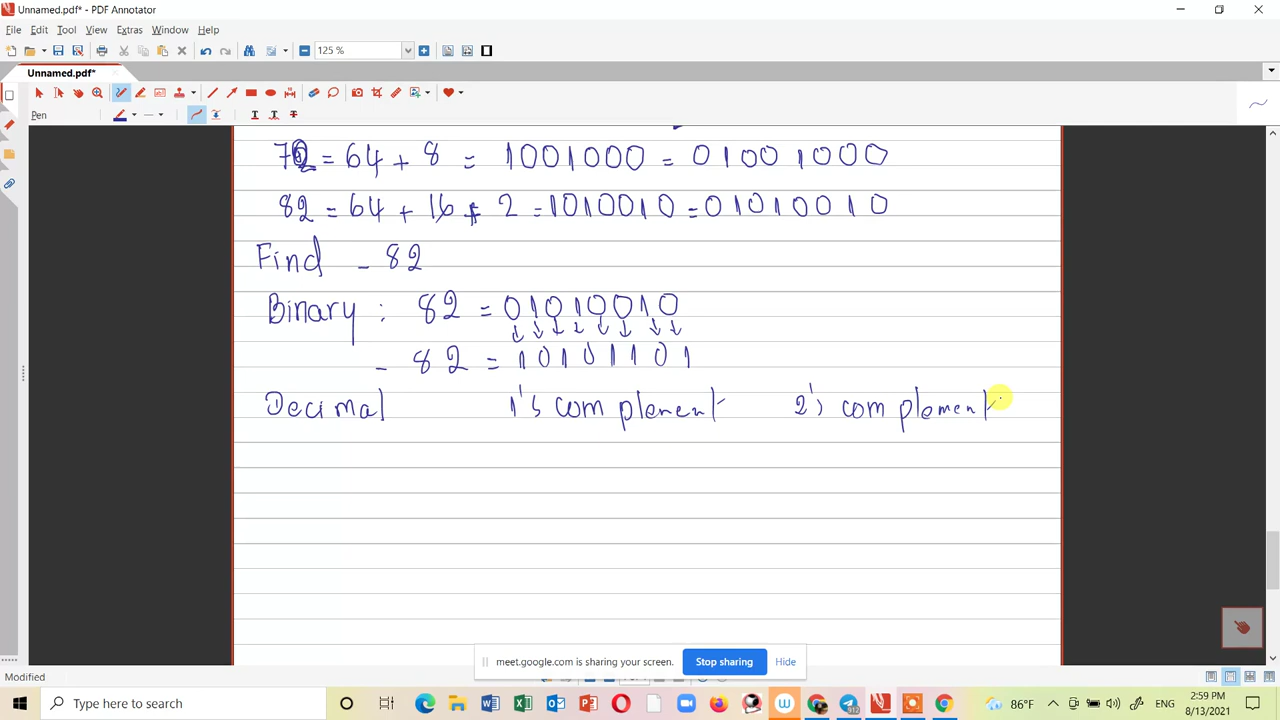 Unnamed.pdf* - PDF Annotator
File Edit Tool View Extras Window Help
125 %
Unnamed.pdf*
Pen
= 64 + 8 = 1001000 = 01001000
82 = 64 + 16 + 2 = 1010010 = 01010010
Find - 82
Binary : 82 = 01010010
- 82 = 10101101
Decimal 1's complement 2's complement
meet.google.com is sharing your screen. Stop sharing Hide
Modified
Type here to search 86°F ENG 2:59 PM
8/13/2021